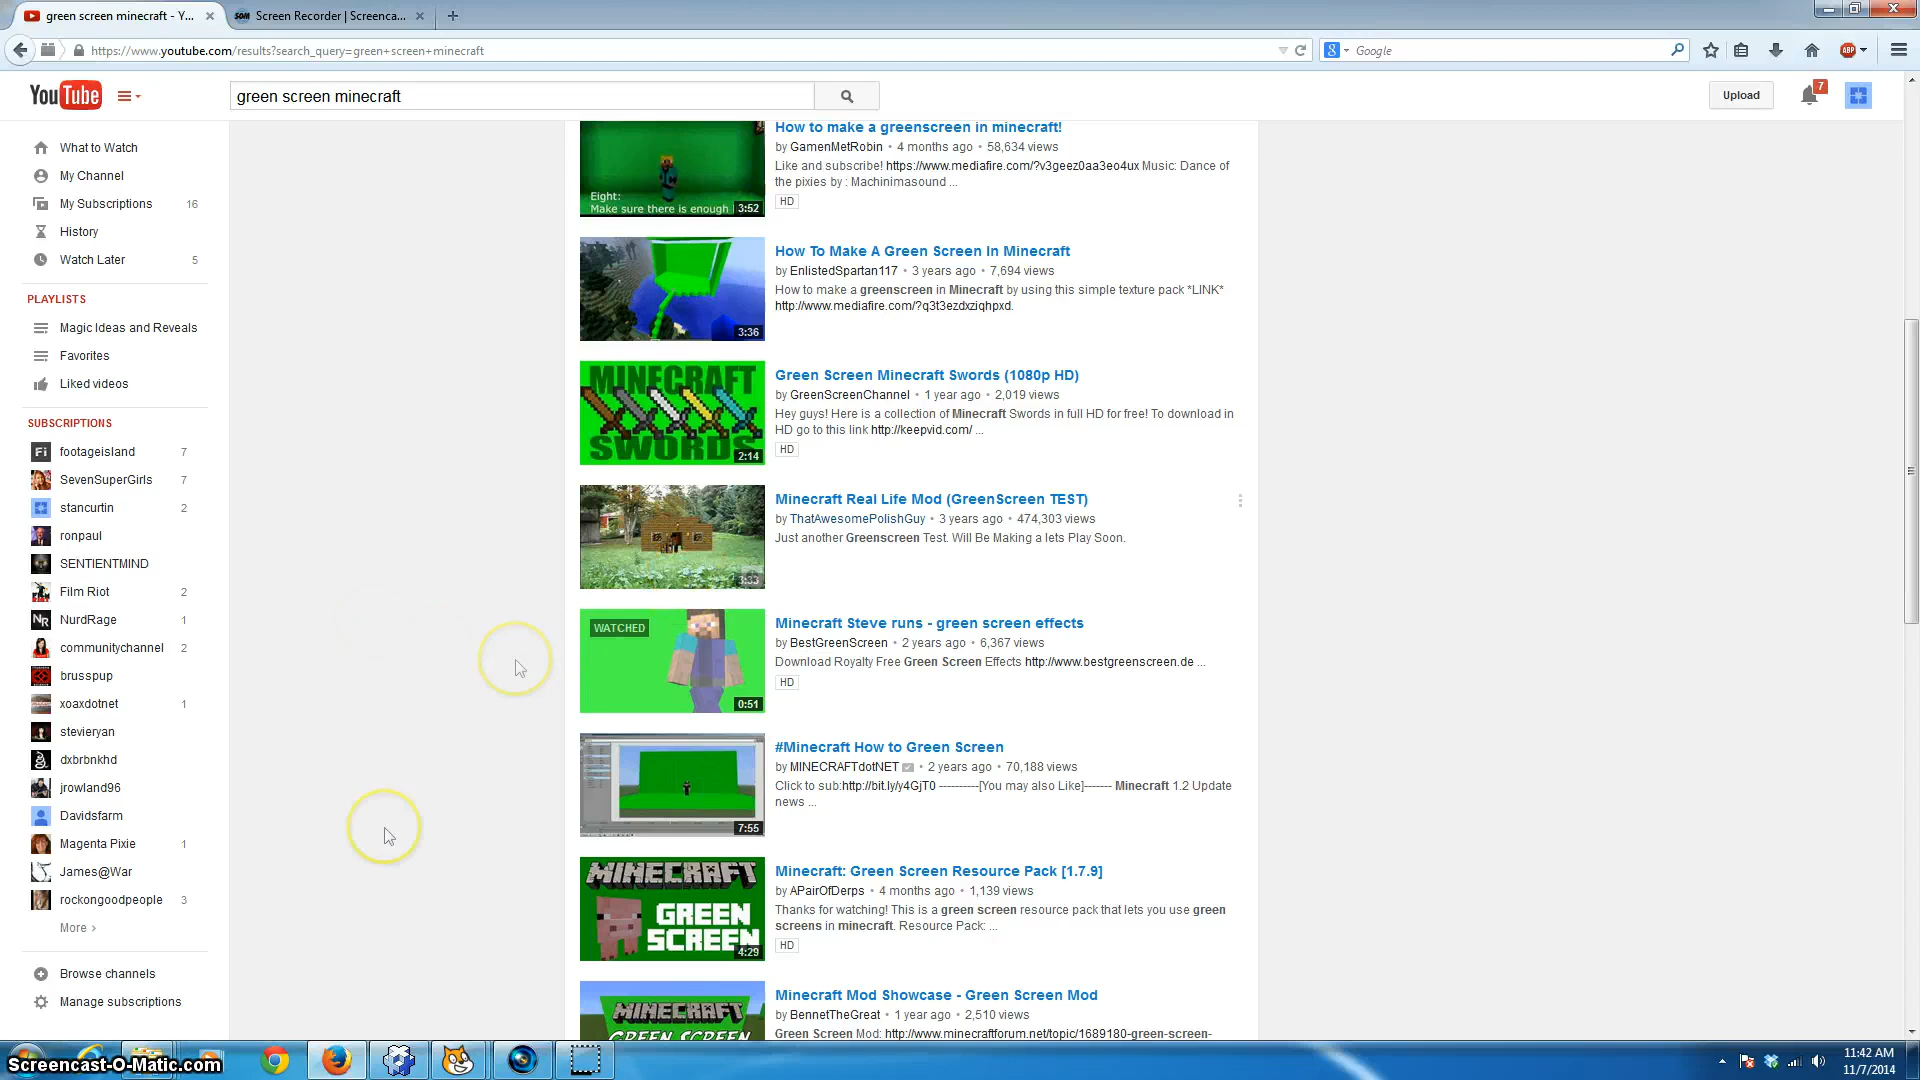 green screen minecraft - Y...
SOM Screen Recorder | Screenca...
https://www.youtube.com/results?search_query=green+screen+minecraft
8 Google
ABP
YouTube
green screen minecraft
Upload
7
What to Watch
My Channel
My Subscriptions 16
History
Watch Later 5
PLAYLISTS
Magic Ideas and Reveals
Favorites
Liked videos
SUBSCRIPTIONS
Fi footageisland 7
SevenSuperGirls 7
stancurtin 2
ronpaul
SENTIENTMIND
Film Riot 2
NR NurdRage 1
communitychannel 2
brusspup
xoaxdotnet 1
stevieryan
dxbrbnkhd
jrowland96
Davidsfarm
Magenta Pixie 1
James@War
rockongoodpeople 3
More ›
Browse channels
Manage subscriptions
Eight:
Make sure there is enough 3:52
How to make a greenscreen in minecraft!
by GamenMetRobin • 4 months ago • 58,634 views
Like and subscribe! https://www.mediafire.com/?v3geez0aa3eo4ux Music: Dance of
the pixies by : Machinimasound ...
HD
3:36
How To Make A Green Screen In Minecraft
by EnlistedSpartan117 • 3 years ago • 7,694 views
How to make a greenscreen in Minecraft by using this simple texture pack *LINK*
http://www.mediafire.com/?q3t3ezdxziqhpxd.
MINECRAFT
SWORDS
2:14
Green Screen Minecraft Swords (1080p HD)
by GreenScreenChannel • 1 year ago • 2,019 views
Hey guys! Here is a collection of Minecraft Swords in full HD for free! To download in
HD go to this link http://keepvid.com/ ...
HD
3:33
Minecraft Real Life Mod (GreenScreen TEST)
by ThatAwesomePolishGuy • 3 years ago • 474,303 views
Just another Greenscreen Test. Will Be Making a lets Play Soon.
WATCHED
0:51
Minecraft Steve runs - green screen effects
by BestGreenScreen • 2 years ago • 6,367 views
Download Royalty Free Green Screen Effects http://www.bestgreenscreen.de ...
HD
7:55
#Minecraft How to Green Screen
by MINECRAFTdotNET • 2 years ago • 70,188 views
Click to sub:http://bit.ly/y4GjT0 ----------[You may also Like]------- Minecraft 1.2 Update
news ...
MINECRAFT
GREEN
SCREEN
4:29
Minecraft: Green Screen Resource Pack [1.7.9]
by APairOfDerps • 4 months ago • 1,139 views
Thanks for watching! This is a green screen resource pack that lets you use green
screens in minecraft. Resource Pack: ...
HD
MINECRAFT
GREEN SCREEN
Minecraft Mod Showcase - Green Screen Mod
by BennetTheGreat • 1 year ago • 2,510 views
Green Screen Mod: http://www.minecraftforum.net/topic/1689180-green-screen-
Screencast-O-Matic.com
11:42 AM
11/7/2014